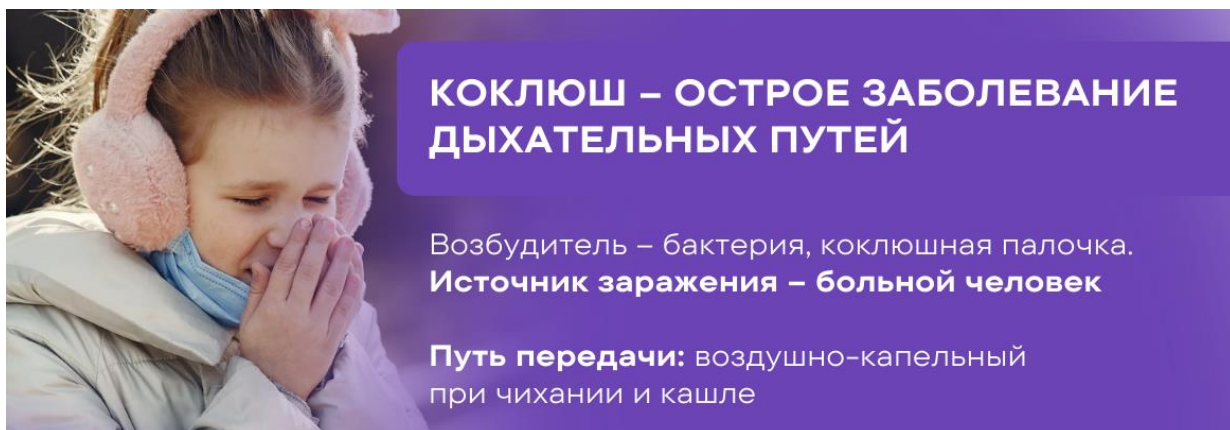 КОКЛЮШ – ОСТРОЕ ЗАБОЛЕВАНИЕ
ДЫХАТЕЛЬНЫХ ПУТЕЙ
Возбудитель – бактерия, коклюшная палочка.
Источник заражения – больной человек
Путь передачи: воздушно-капельный
при чихании и кашле